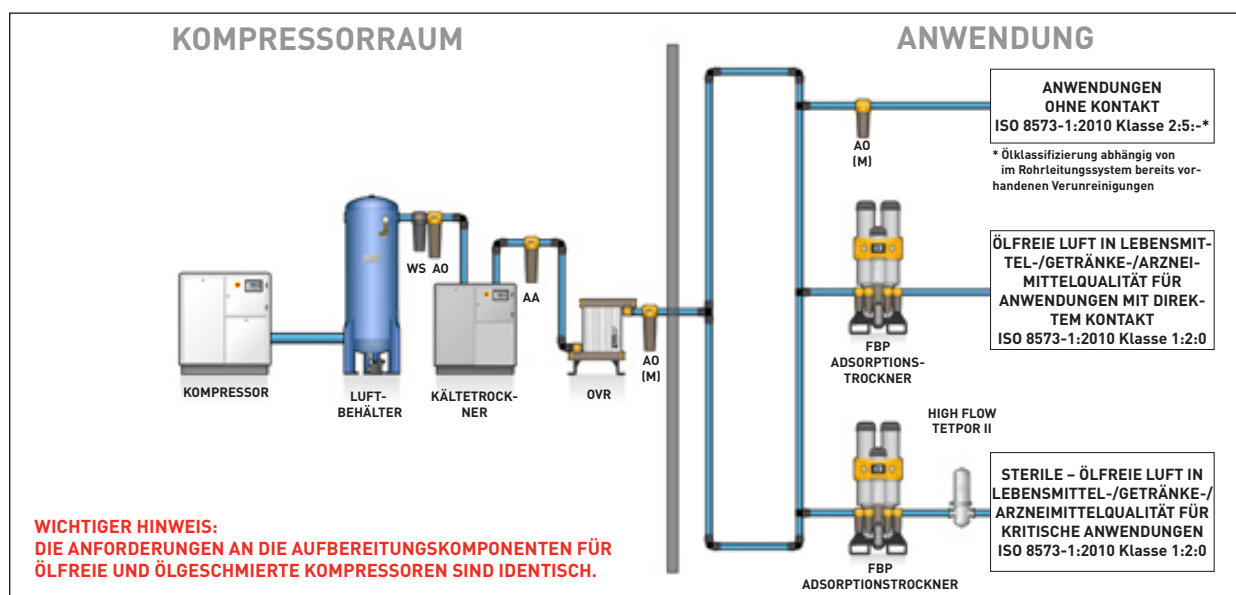 KOMPRESSORRAUM
ANWENDUNG
ANWENDUNGEN
OHNE KONTAKT
ISO 8573-1:2010 Klasse 2:5:-*
* Ölklassifizierung abhängig von
im Rohrleitungssystem bereits vor-
handenen Verunreinigungen
AO
(M)
WS AO
AA
AO
(M)
KOMPRESSOR
LUFT-
BEHÄLTER
KÄLTETROCK-
NER
OVR
FBP
ADSORPTIONS-
TROCKNER
ÖLFREIE LUFT IN LEBENSMIT-
TEL-/GETRÄNKE-/ARZNEI-
MITTELQUALITÄT FÜR
ANWENDUNGEN MIT DIREK-
TEM KONTAKT
ISO 8573-1:2010 Klasse 1:2:0
HIGH FLOW
TETPOR II
FBP
ADSORPTIONSTROCKNER
STERILE – ÖLFREIE LUFT IN
LEBENSMITTEL-/GETRÄNKE-/
ARZNEIMITTELQUALITÄT FÜR
KRITISCHE ANWENDUNGEN
ISO 8573-1:2010 Klasse 1:2:0
WICHTIGER HINWEIS:
DIE ANFORDERUNGEN AN DIE AUFBEREITUNGSKOMPONENTEN FÜR
ÖLFREIE UND ÖLGESCHMIERTE KOMPRESSOREN SIND IDENTISCH.